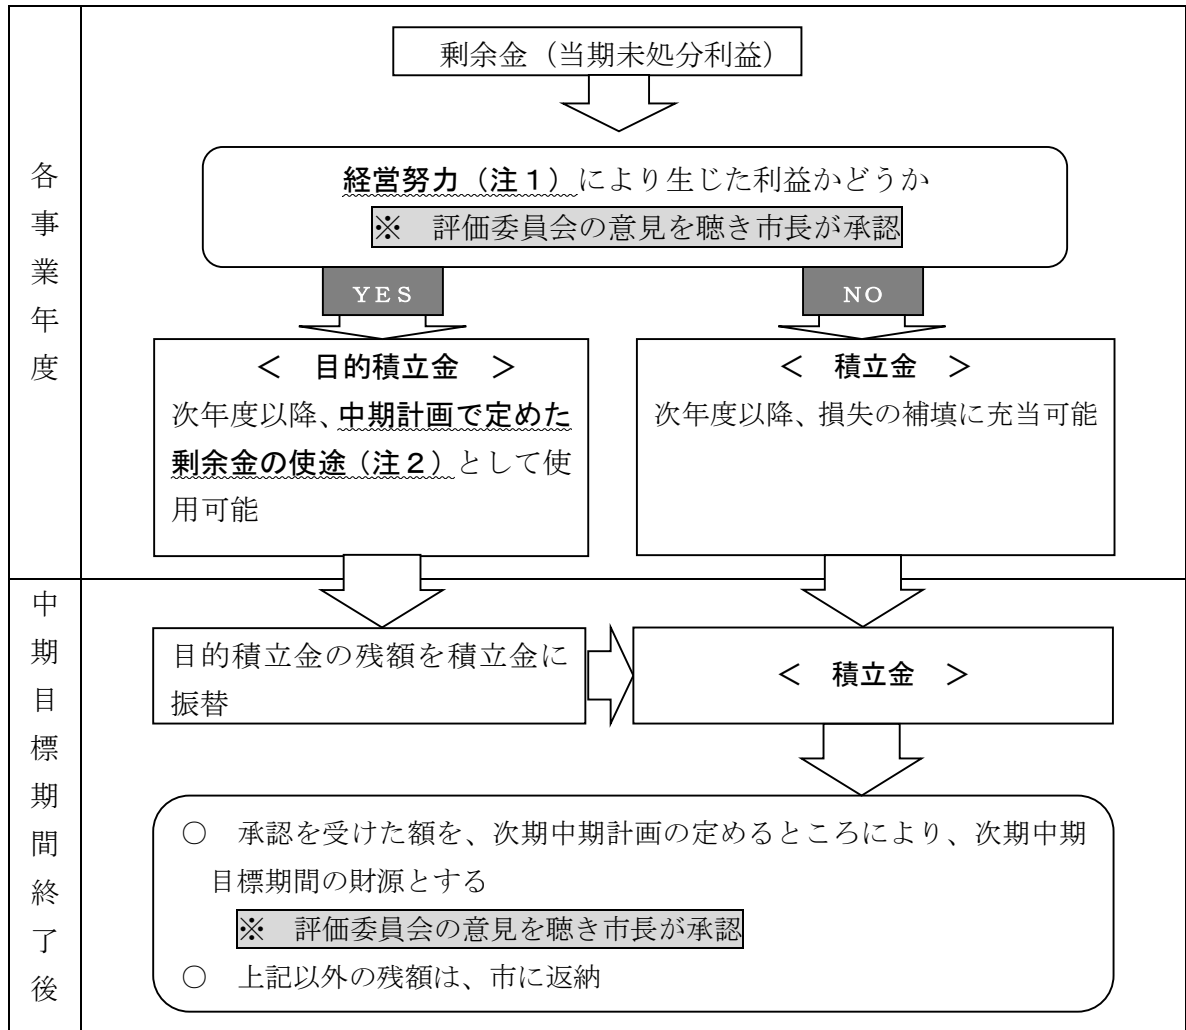 各事業年度
剰余金（当期未処分利益）
経営努力（注１）により生じた利益かどうか
※　評価委員会の意見を聴き市長が承認
ＹＥＳ
ＮＯ
＜　目的積立金　＞
次年度以降、中期計画で定めた
剰余金の使途（注２）として使
用可能
＜　積立金　＞
次年度以降、損失の補填に充当可能
中期目標期間終了後
目的積立金の残額を積立金に
振替
＜　積立金　＞
○　承認を受けた額を、次期中期計画の定めるところにより、次期中期
目標期間の財源とする
※　評価委員会の意見を聴き市長が承認
○　上記以外の残額は、市に返納